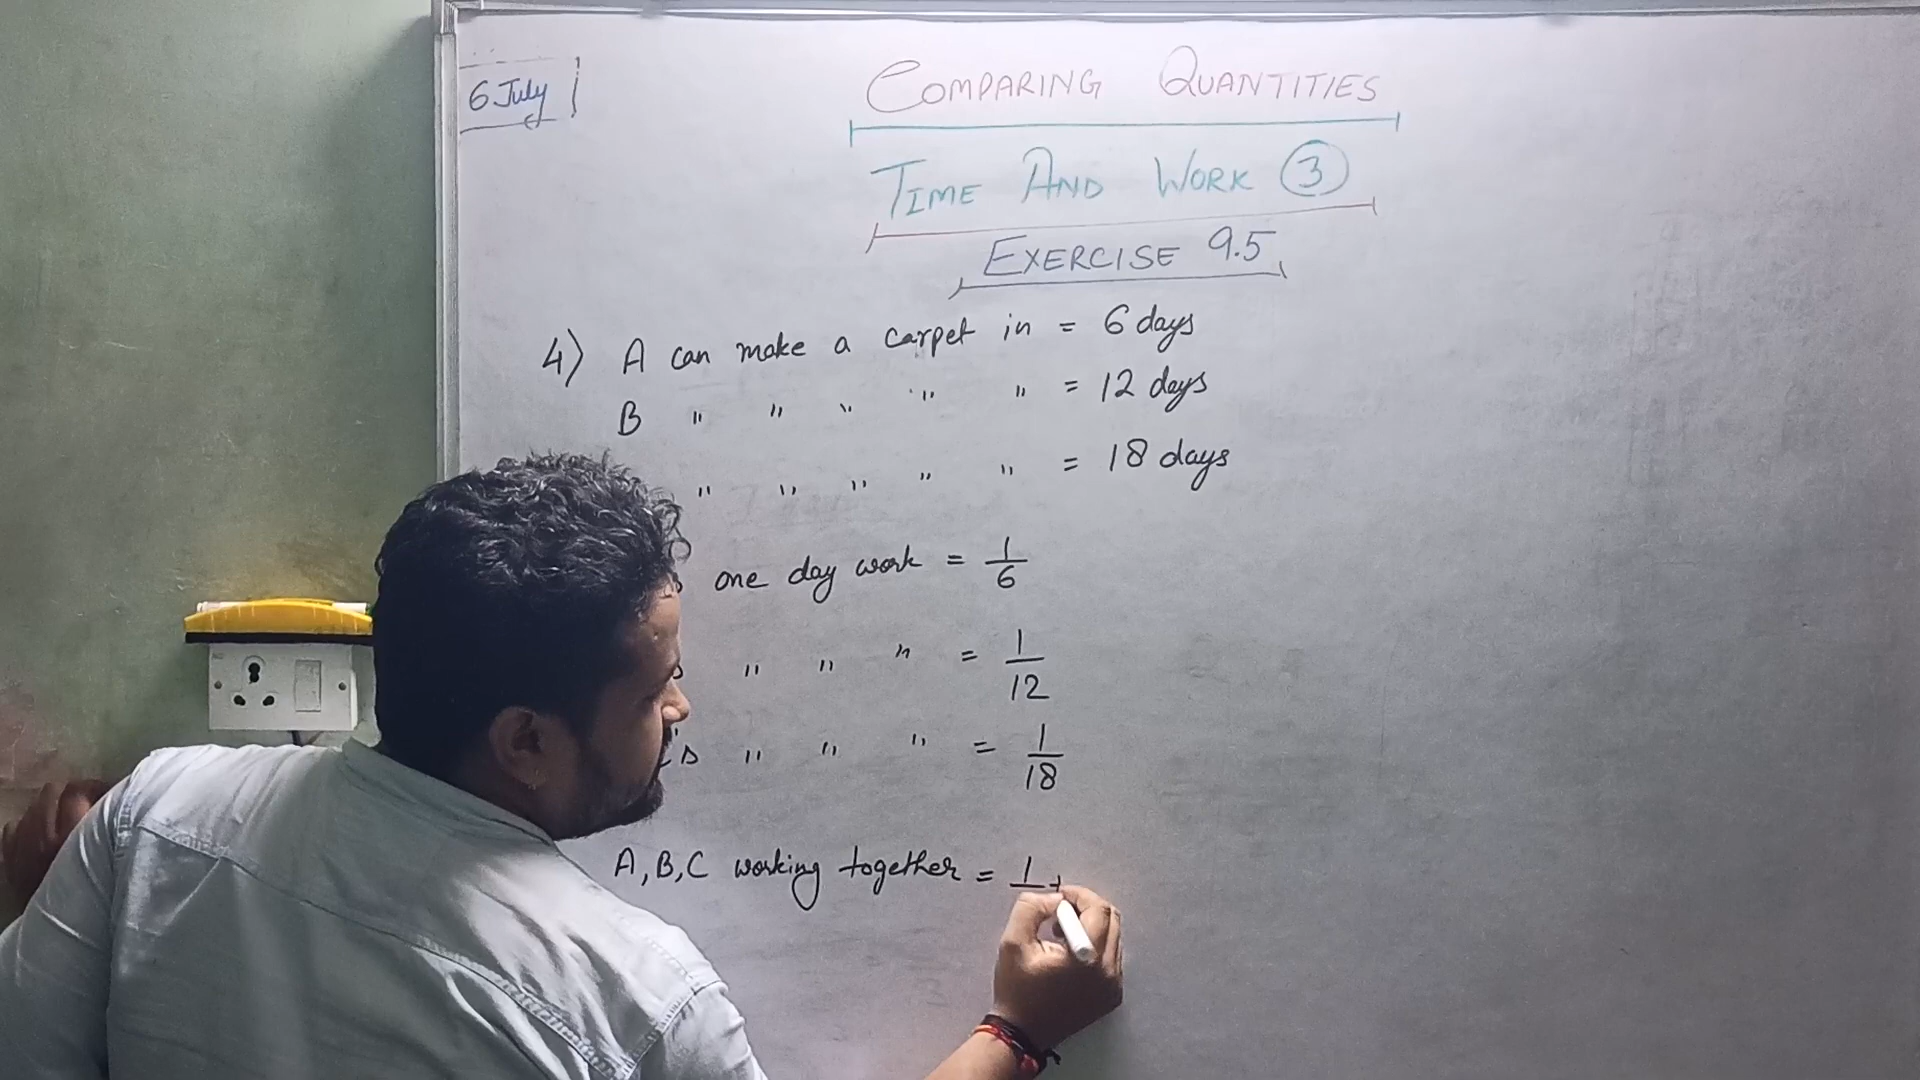 6 July
COMPARING QUANTITIES
TIME AND WORK 3
EXERCISE 9.5
4) A can make a carpet in = 6 days
B " " " " " = 12 days
" " " " " = 18 days
one day work = 1/6
's " " " = 1/12
's " " " = 1/18
A, B, C working together = 1/ +